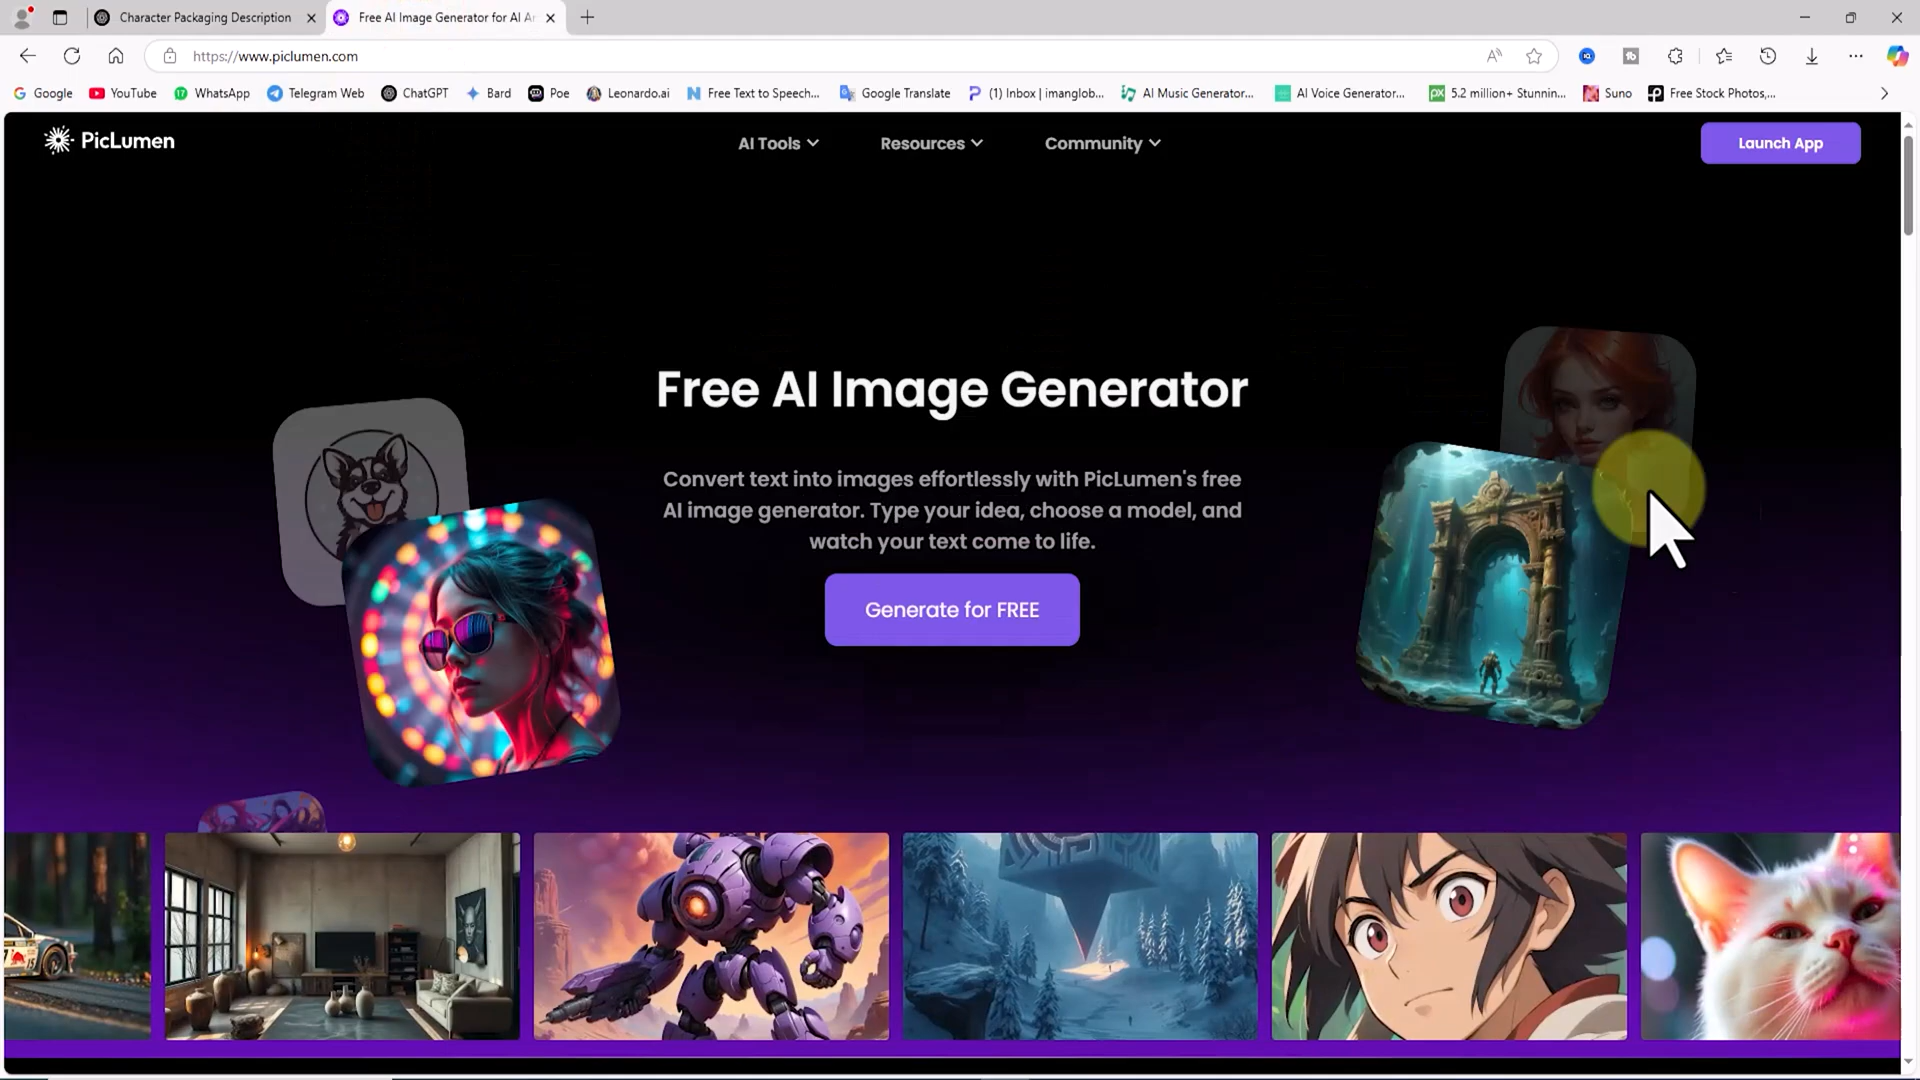 Character Packaging Description
Free AI Image Generator for AI Ar
https://www.piclumen.com
Google
YouTube
WhatsApp
Telegram Web
ChatGPT
Bard
Poe
Leonardo.ai
Free Text to Speech...
Google Translate
(1) Inbox | imanglob...
AI Music Generator...
AI Voice Generator...
5.2 million+ Stunnin...
Suno
Free Stock Photos,...
PicLumen
AI Tools
Resources
Community
Launch App
Free AI Image Generator
Convert text into images effortlessly with PicLumen's free
AI image generator. Type your idea, choose a model, and
watch your text come to life.
Generate for FREE